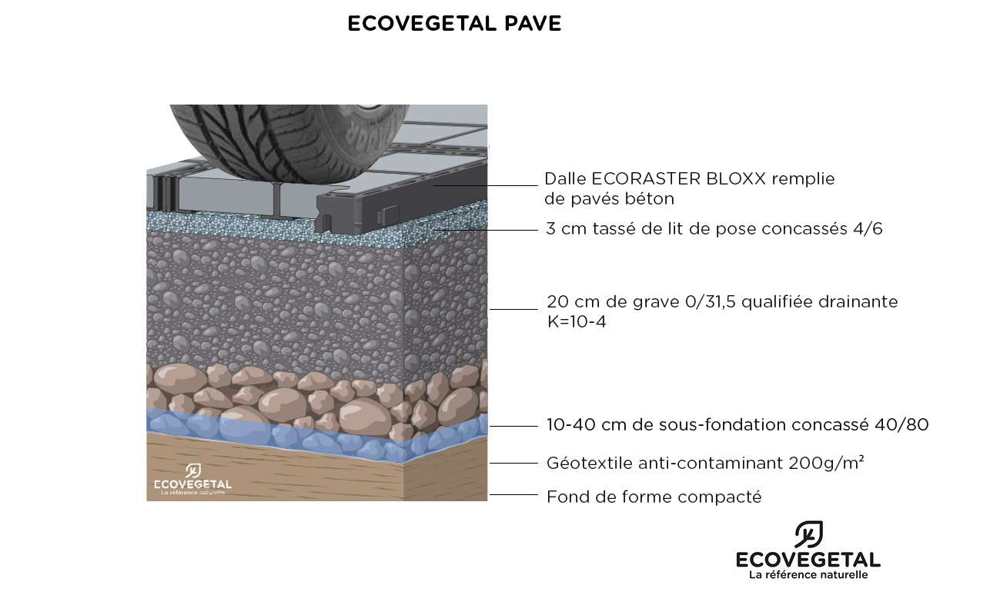 ECOVEGETAL PAVE
Dalle ECORASTER BLOXX remplie
de pavés béton
3 cm tassé de lit de pose concassés 4/6
20 cm de grave 0/31,5 qualifiée drainante
K=10-4
10-40 cm de sous-fondation concassé 40/80
Géotextile anti-contaminant 200g/m²
Fond de forme compacté
ECOVEGETAL
La référence naturelle
ECOVEGETAL
La référence naturelle